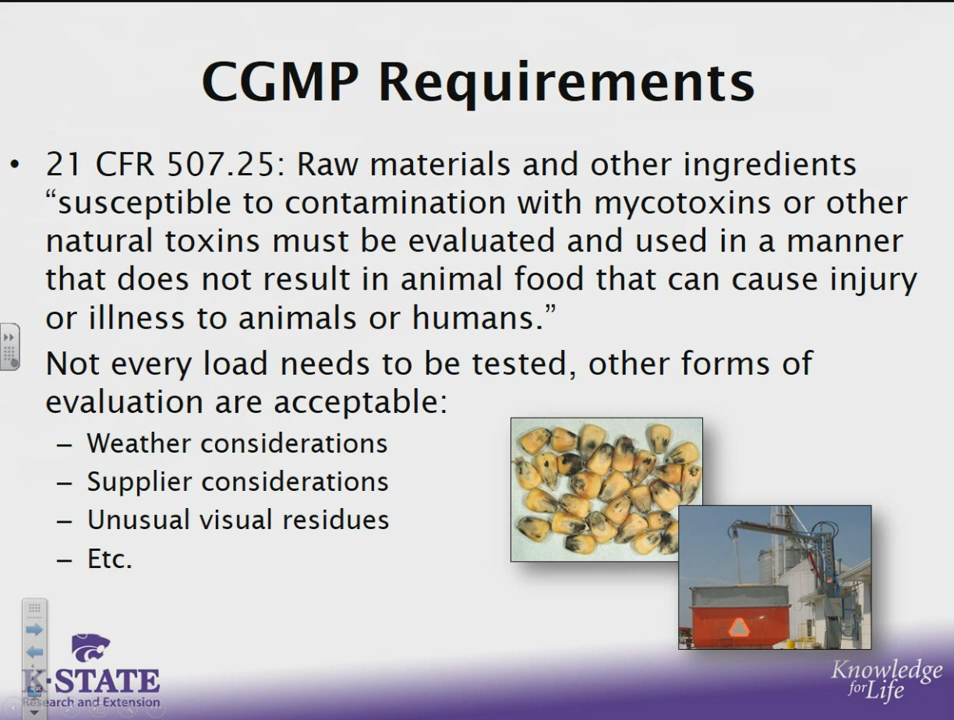 CGMP Requirements
• 21 CFR 507.25: Raw materials and other ingredients
“susceptible to contamination with mycotoxins or other
natural toxins must be evaluated and used in a manner
that does not result in animal food that can cause injury
or illness to animals or humans.”
Not every load needs to be tested, other forms of
evaluation are acceptable:
– Weather considerations
– Supplier considerations
– Unusual visual residues
– Etc.
K-STATE
Research and Extension
Knowledge
for Life